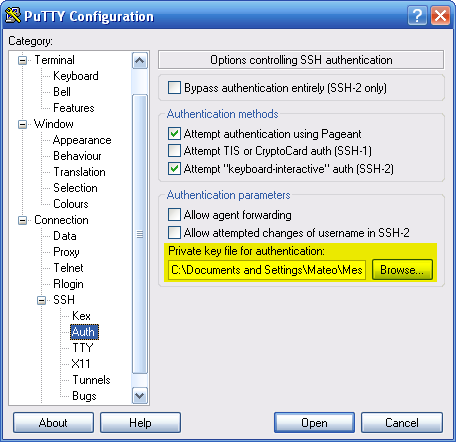 PuTTY Configuration
Category:
Terminal
Keyboard
Bell
Features
Window
Appearance
Behaviour
Translation
Selection
Colours
Connection
Data
Proxy
Telnet
Rlogin
SSH
Kex
Auth
TTY
X11
Tunnels
Bugs
Options controlling SSH authentication
Bypass authentication entirely (SSH-2 only)
Authentication methods
Attempt authentication using Pageant
Attempt TIS or CryptoCard auth (SSH-1)
Attempt "keyboard-interactive" auth (SSH-2)
Authentication parameters
Allow agent forwarding
Allow attempted changes of username in SSH-2
Private key file for authentication:
C:\Documents and Settings\Mateo\Mes
Browse...
About
Help
Open
Cancel